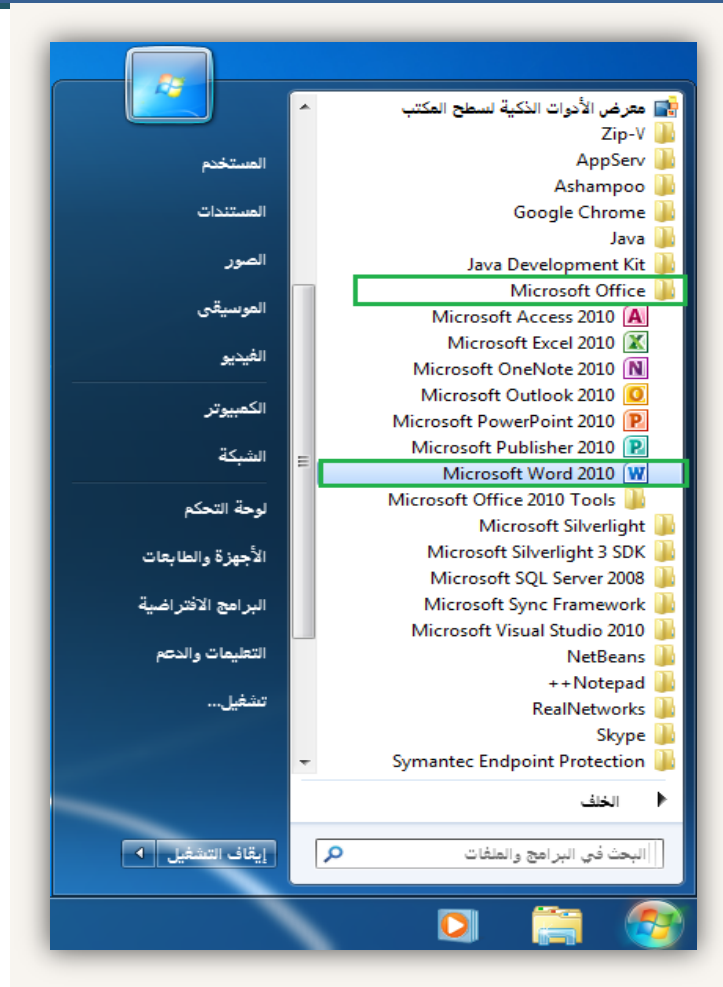 معرض الأدوات الذكية لسطح المكتب
Zip-V
AppServ
Ashampoo
Google Chrome
Java
Java Development Kit
Microsoft Office
Microsoft Access 2010
Microsoft Excel 2010
Microsoft OneNote 2010
Microsoft Outlook 2010
Microsoft PowerPoint 2010
Microsoft Publisher 2010
Microsoft Word 2010
Microsoft Office 2010 Tools
Microsoft Silverlight
Microsoft Silverlight 3 SDK
Microsoft SQL Server 2008
Microsoft Sync Framework
Microsoft Visual Studio 2010
NetBeans
++Notepad
RealNetworks
Skype
Symantec Endpoint Protection
الخلف
البحث في البرامج والملفات
المستخدم
المستندات
الصور
الموسيقى
الفيديو
الكمبيوتر
الشبكة
لوحة التحكم
الأجهزة والطابعات
البرامج الافتراضية
التعليمات والدعم
تشغيل...
إيقاف التشغيل